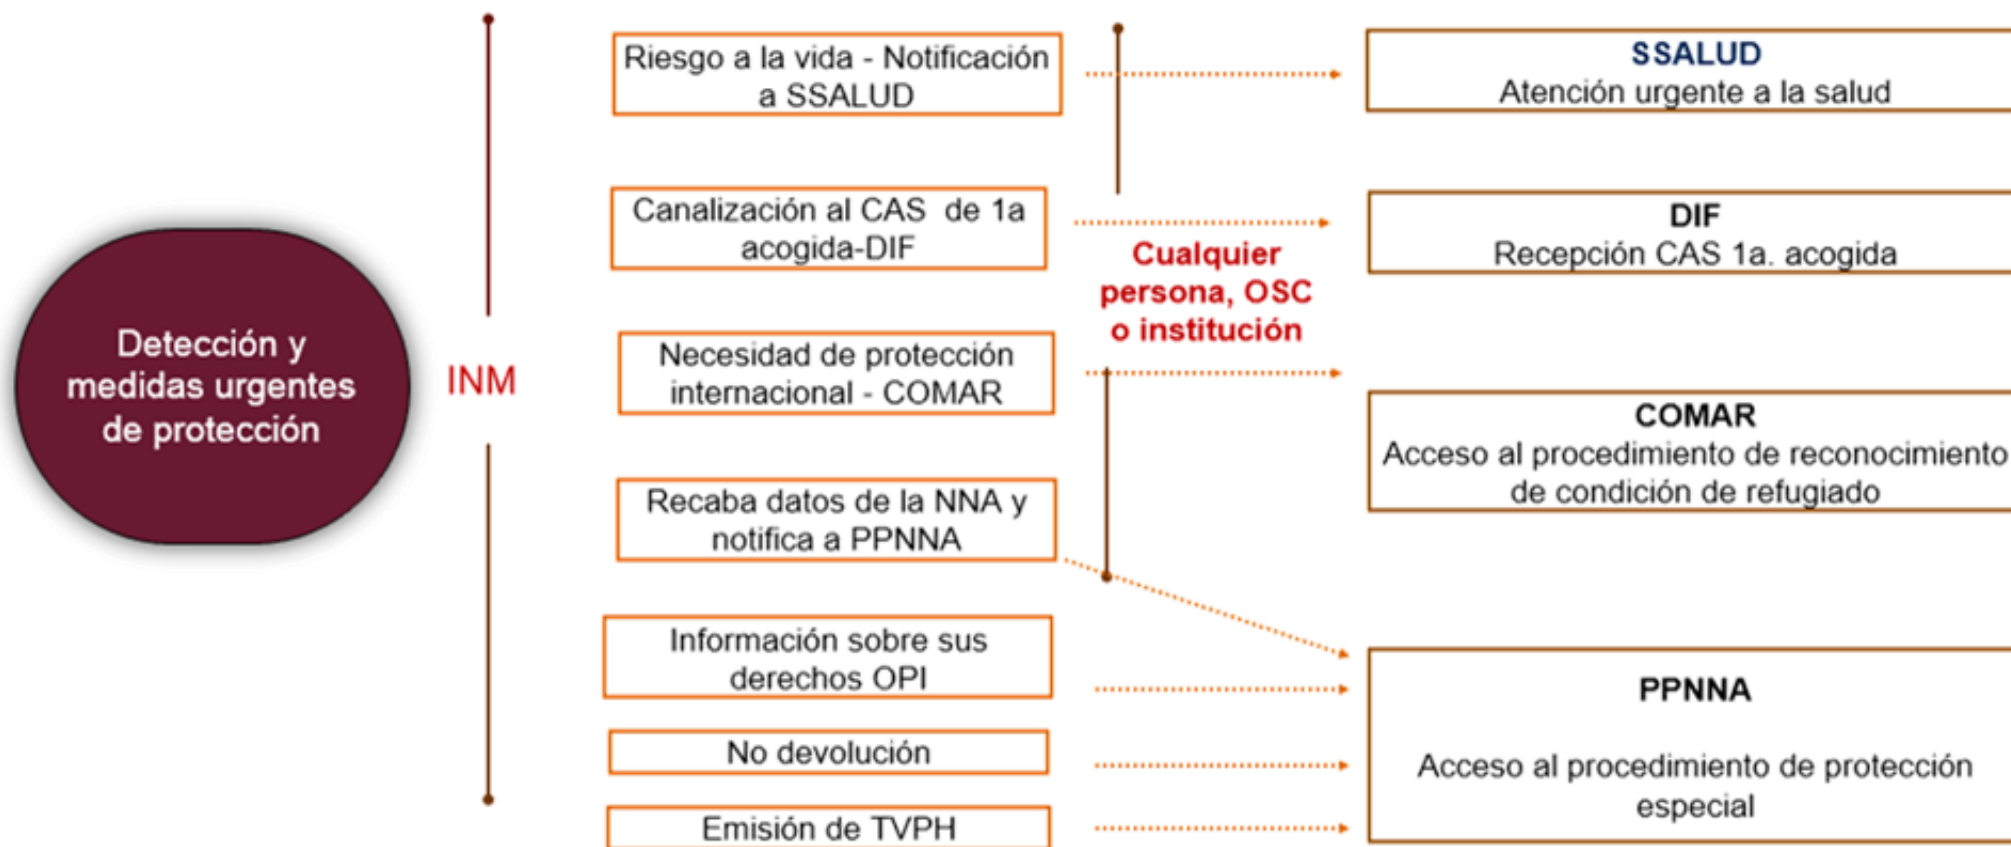 Detección y
medidas urgentes
de protección
INM
Riesgo a la vida - Notificación
a SSALUD
Canalización al CAS de 1a
acogida-DIF
Necesidad de protección
internacional - COMAR
Recaba datos de la NNA y
notifica a PPNNA
Información sobre sus
derechos OPI
No devolución
Emisión de TVPH
Cualquier
persona, OSC
o institución
SSALUD
Atención urgente a la salud
DIF
Recepción CAS 1a. acogida
COMAR
Acceso al procedimiento de reconocimiento
de condición de refugiado
PPNNA
Acceso al procedimiento de protección
especial